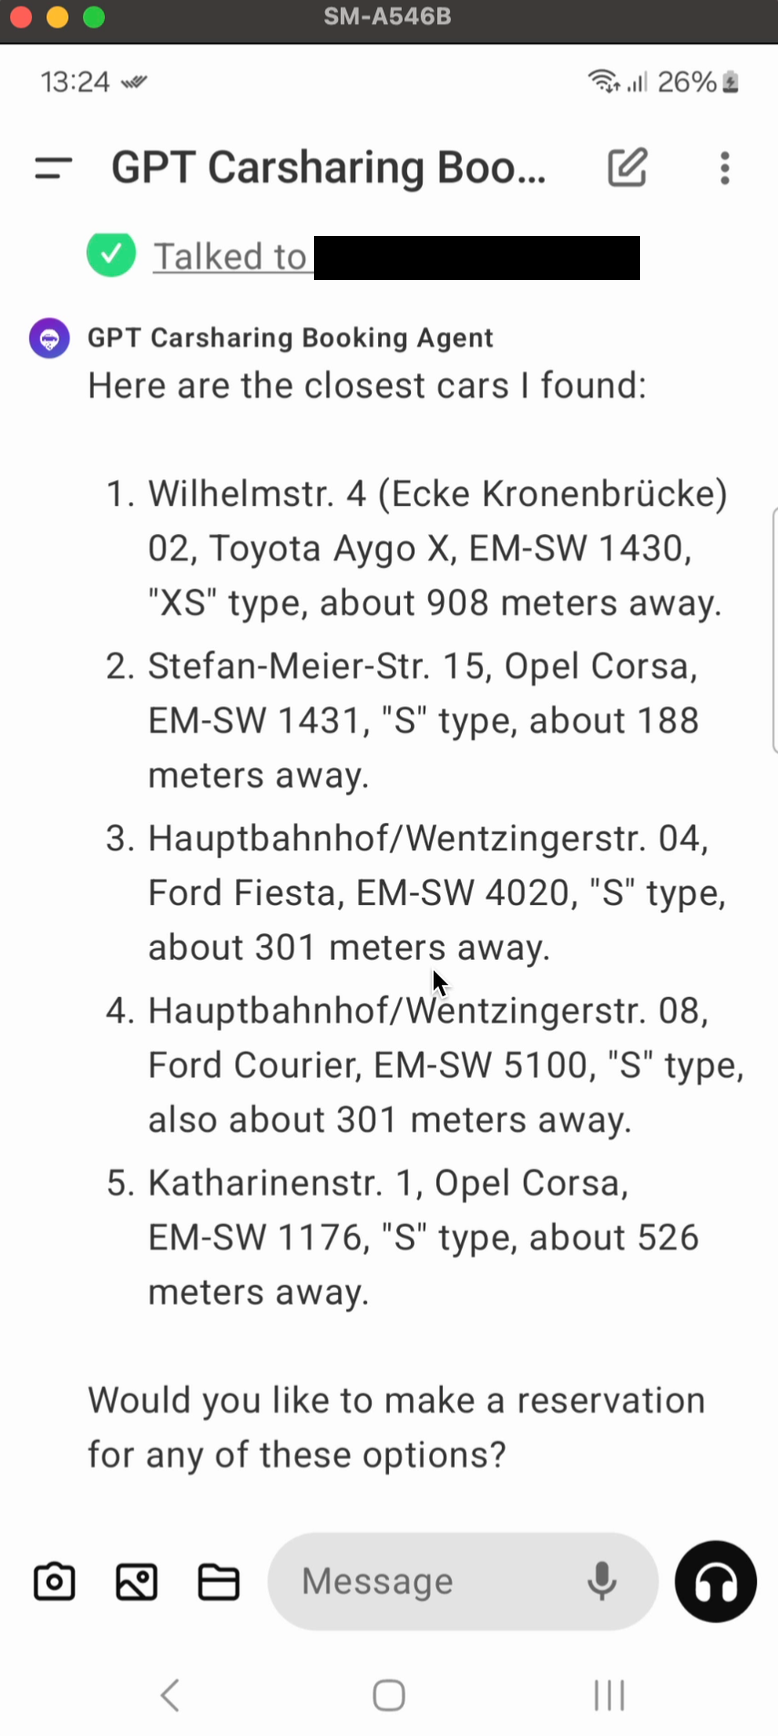 SM-A546B
13:24
26%
GPT Carsharing Boo...
Talked to
GPT Carsharing Booking Agent
Here are the closest cars I found:
1. Wilhelmstr. 4 (Ecke Kronenbrücke)
02, Toyota Aygo X, EM-SW 1430,
"XS" type, about 908 meters away.
2. Stefan-Meier-Str. 15, Opel Corsa,
EM-SW 1431, "S" type, about 188
meters away.
3. Hauptbahnhof/Wentzingerstr. 04,
Ford Fiesta, EM-SW 4020, "S" type,
about 301 meters away.
4. Hauptbahnhof/Wentzingerstr. 08,
Ford Courier, EM-SW 5100, "S" type,
also about 301 meters away.
5. Katharinenstr. 1, Opel Corsa,
EM-SW 1176, "S" type, about 526
meters away.
Would you like to make a reservation
for any of these options?
Message